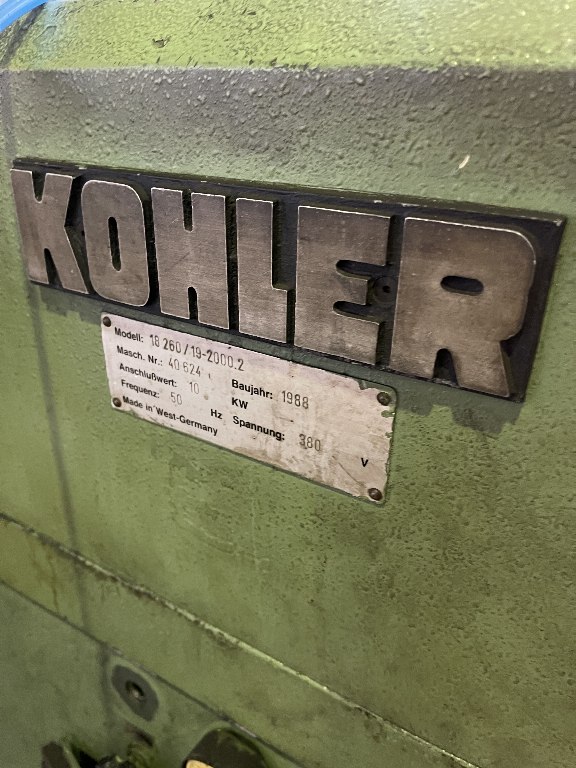 KOHLER
Modell: 18 260/19-2000.2
Masch. Nr.: 40 624 Baujahr: 1988
Anschlußwert: 10 KW
Frequenz: 50 Hz Spannung: 380 V
Made in West-Germany